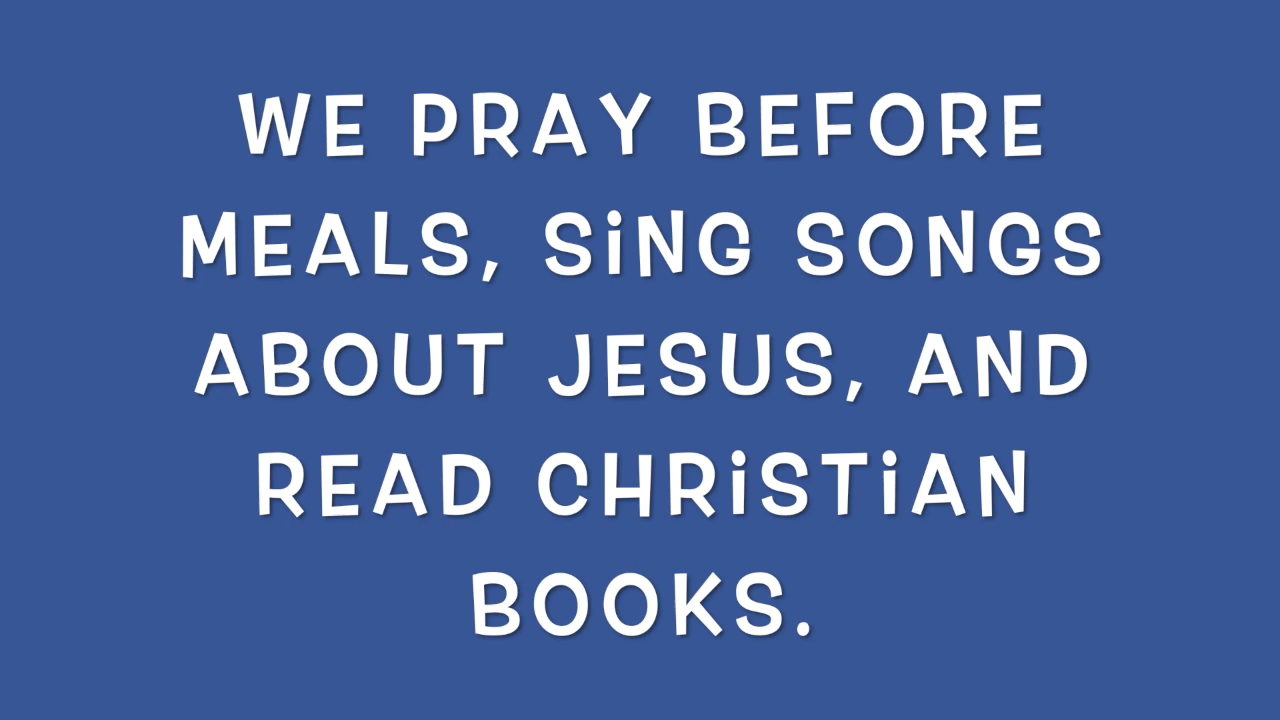 WE PRAY BEFORE
MEALS, SiNG SONGS
ABOUT JESUS, AND
READ CHRiSTiAN
BOOKS.